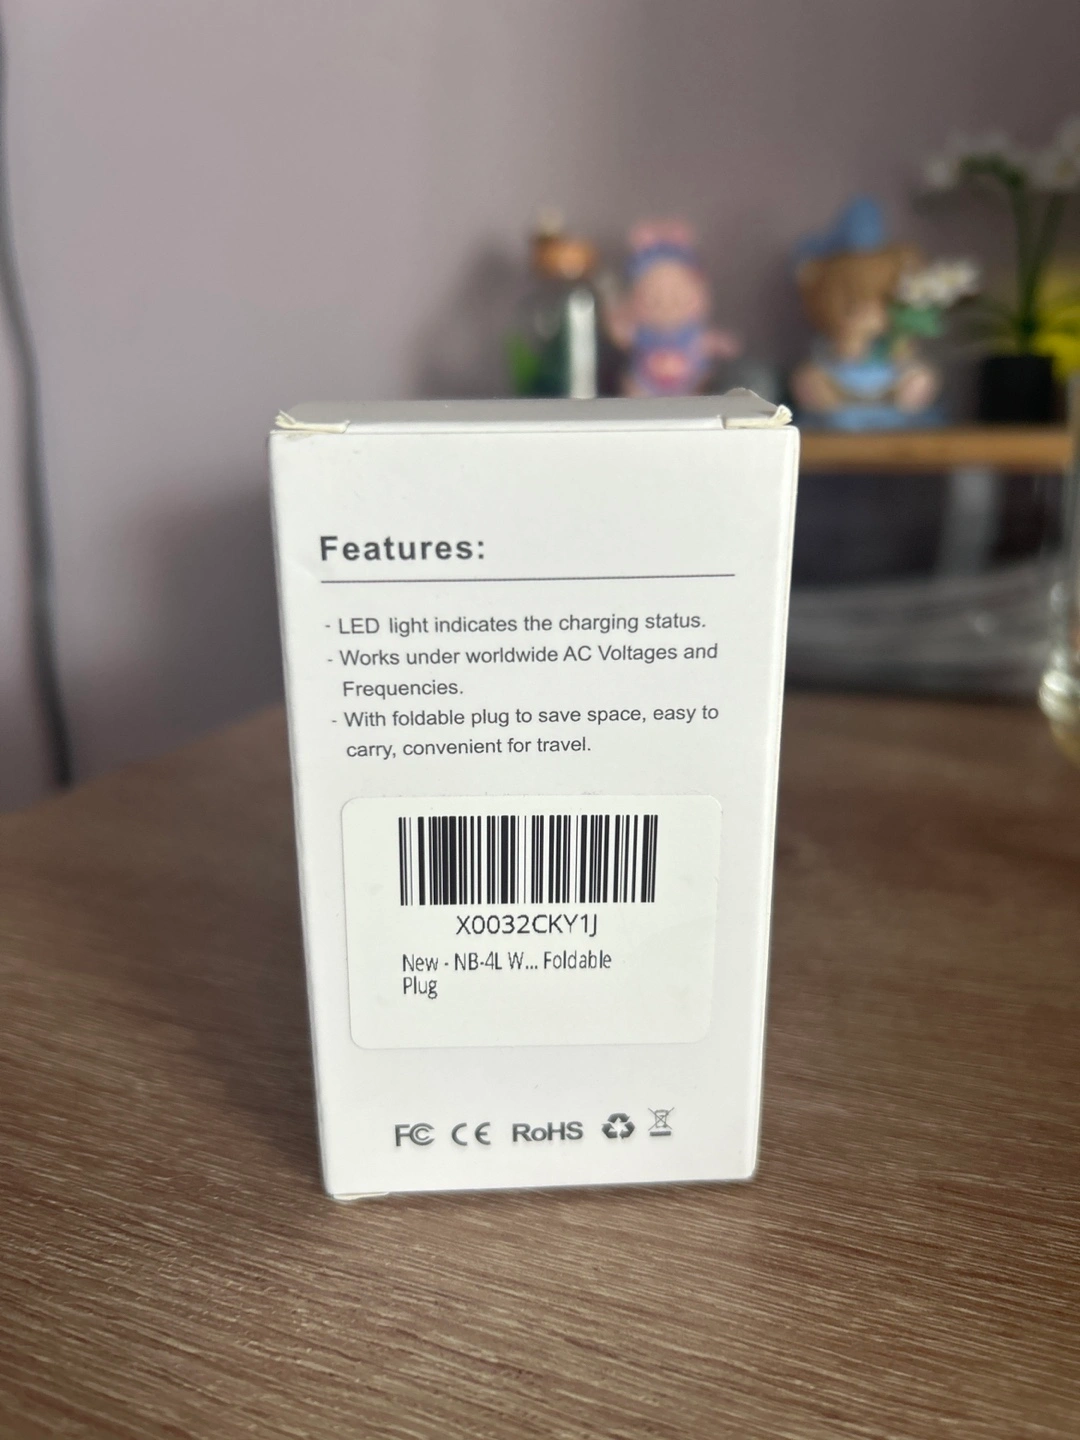 Features:
- LED light indicates the charging status.
- Works under worldwide AC Voltages and
Frequencies.
- With foldable plug to save space, easy to
carry, convenient for travel.
X0032CKY1J
New - NB-4L W... Foldable
Plug
FC CE RoHS